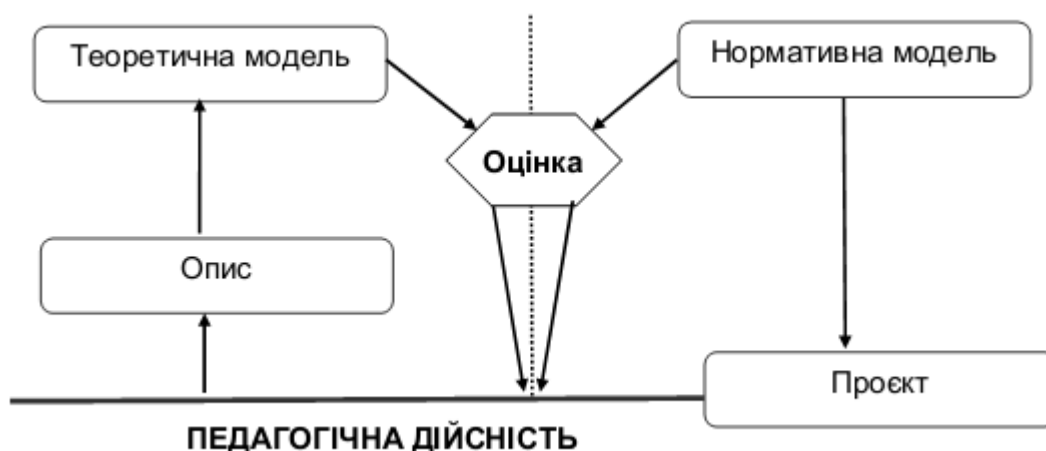 Теоретична модель
Нормативна модель
Оцінка
Опис
Проєкт
ПЕДАГОГІЧНА ДІЙСНІСТЬ